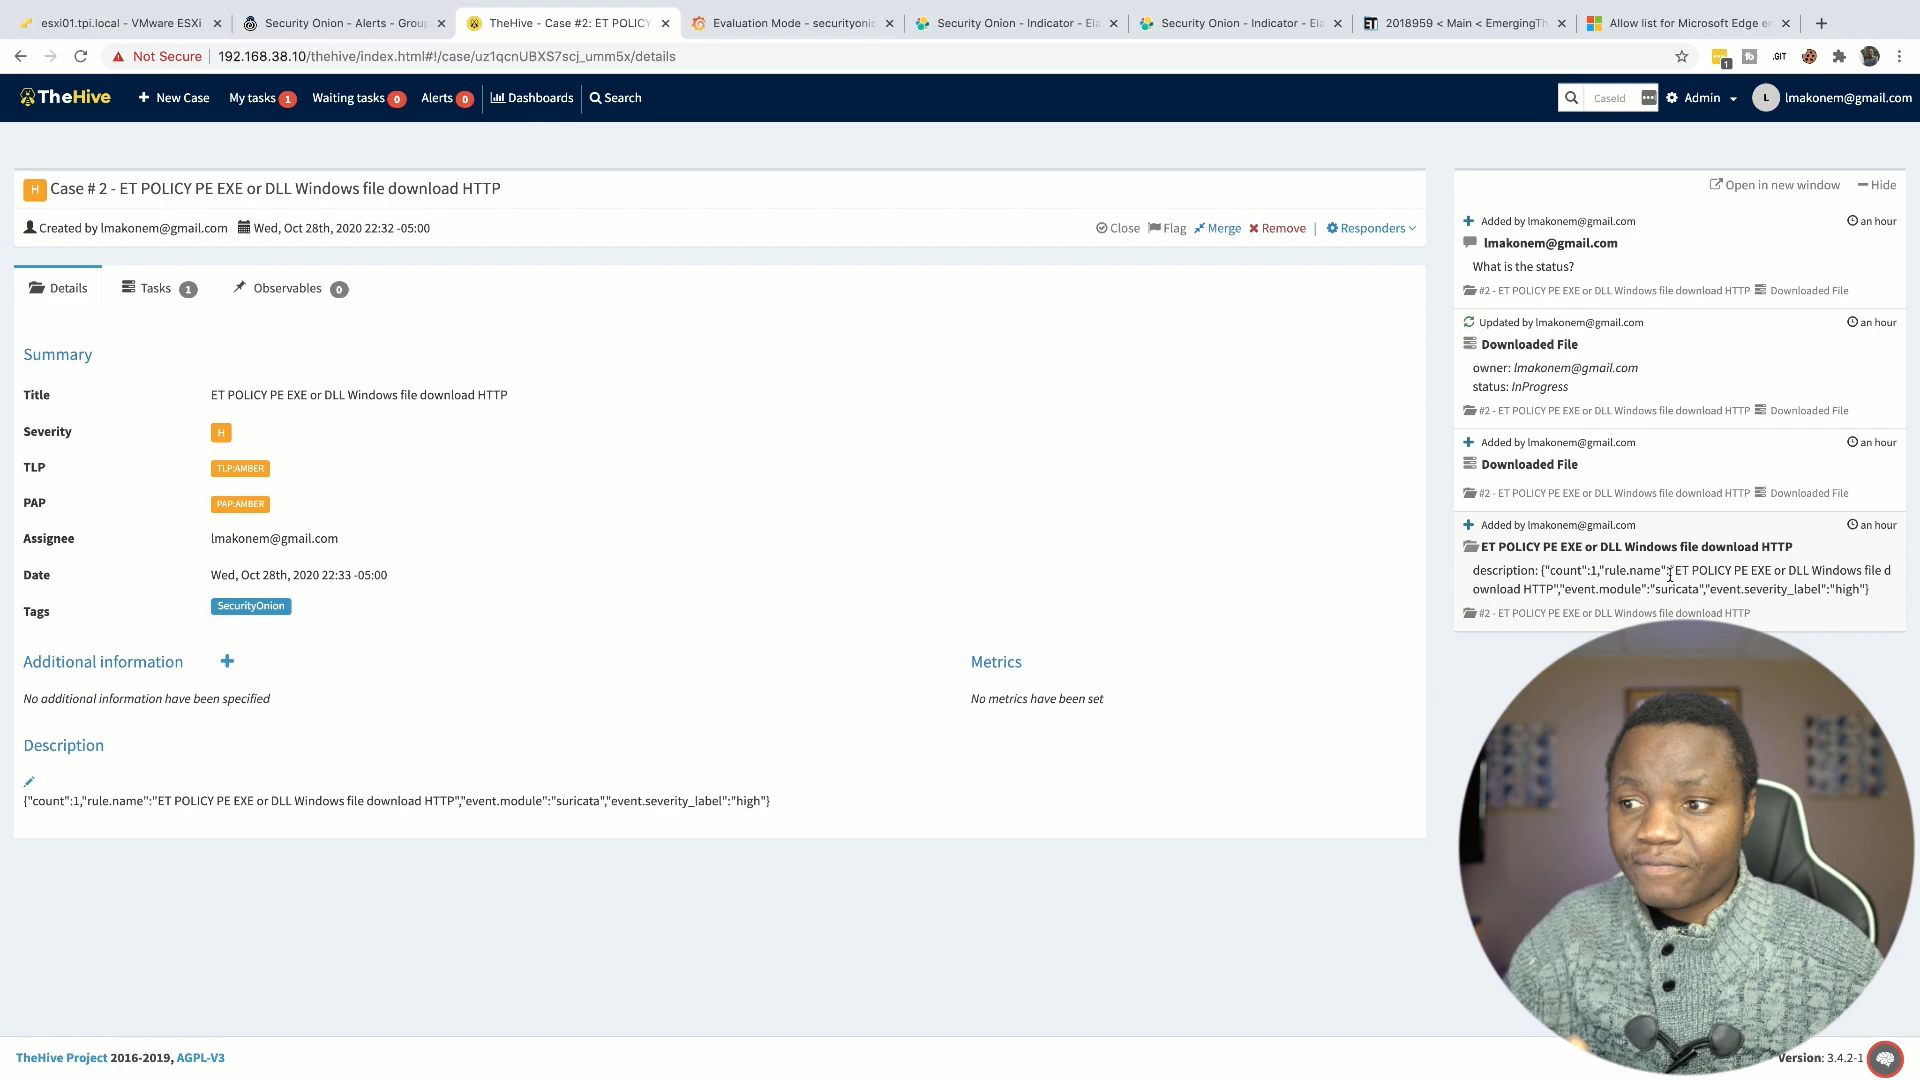 esxi01.tpi.local - VMware ESXi
Security Onion - Alerts - Group
TheHive - Case #2: ET POLICY
Evaluation Mode - securityonio
Security Onion - Indicator - Ela
Security Onion - Indicator - Ela
2018959 < Main < EmergingTh
Allow list for Microsoft Edge en
Not Secure 192.168.38.10/thehive/index.html#!/case/uz1qcnUBXS7scj_umm5x/details
1 .GIT
TheHive New Case My tasks 1 Waiting tasks 0 Alerts 0 Dashboards Search CaseId Admin L lmakonem@gmail.com
H Case # 2 - ET POLICY PE EXE or DLL Windows file download HTTP
Created by lmakonem@gmail.com Wed, Oct 28th, 2020 22:32 -05:00 Close Flag Merge Remove | Responders
Details Tasks 1 Observables 0
Summary
Title ET POLICY PE EXE or DLL Windows file download HTTP
Severity H
TLP TLP:AMBER
PAP PAP:AMBER
Assignee lmakonem@gmail.com
Date Wed, Oct 28th, 2020 22:33 -05:00
Tags SecurityOnion
Additional information
No additional information have been specified
Metrics
No metrics have been set
Description
{"count":1,"rule.name":"ET POLICY PE EXE or DLL Windows file download HTTP","event.module":"suricata","event.severity_label":"high"}
Open in new window Hide
Added by lmakonem@gmail.com an hour
lmakonem@gmail.com
What is the status?
#2 - ET POLICY PE EXE or DLL Windows file download HTTP Downloaded File
Updated by lmakonem@gmail.com an hour
Downloaded File
owner: lmakonem@gmail.com
status: InProgress
#2 - ET POLICY PE EXE or DLL Windows file download HTTP Downloaded File
Added by lmakonem@gmail.com an hour
Downloaded File
#2 - ET POLICY PE EXE or DLL Windows file download HTTP Downloaded File
Added by lmakonem@gmail.com an hour
ET POLICY PE EXE or DLL Windows file download HTTP
description: {"count":1,"rule.name":"ET POLICY PE EXE or DLL Windows file d
ownload HTTP","event.module":"suricata","event.severity_label":"high"}
#2 - ET POLICY PE EXE or DLL Windows file download HTTP
TheHive Project 2016-2019, AGPL-V3
Version: 3.4.2-1